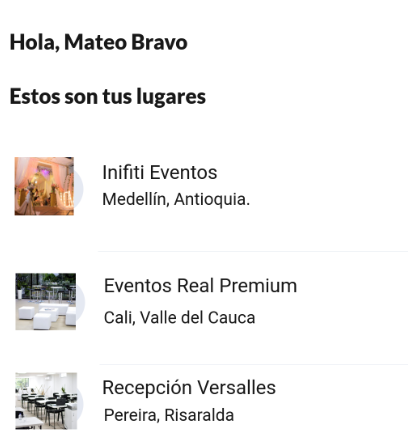 Hola, Mateo Bravo
Estos son tus lugares
Inifiti Eventos
Medellín, Antioquia.
Eventos Real Premium
Cali, Valle del Cauca
Recepción Versalles
Pereira, Risaralda